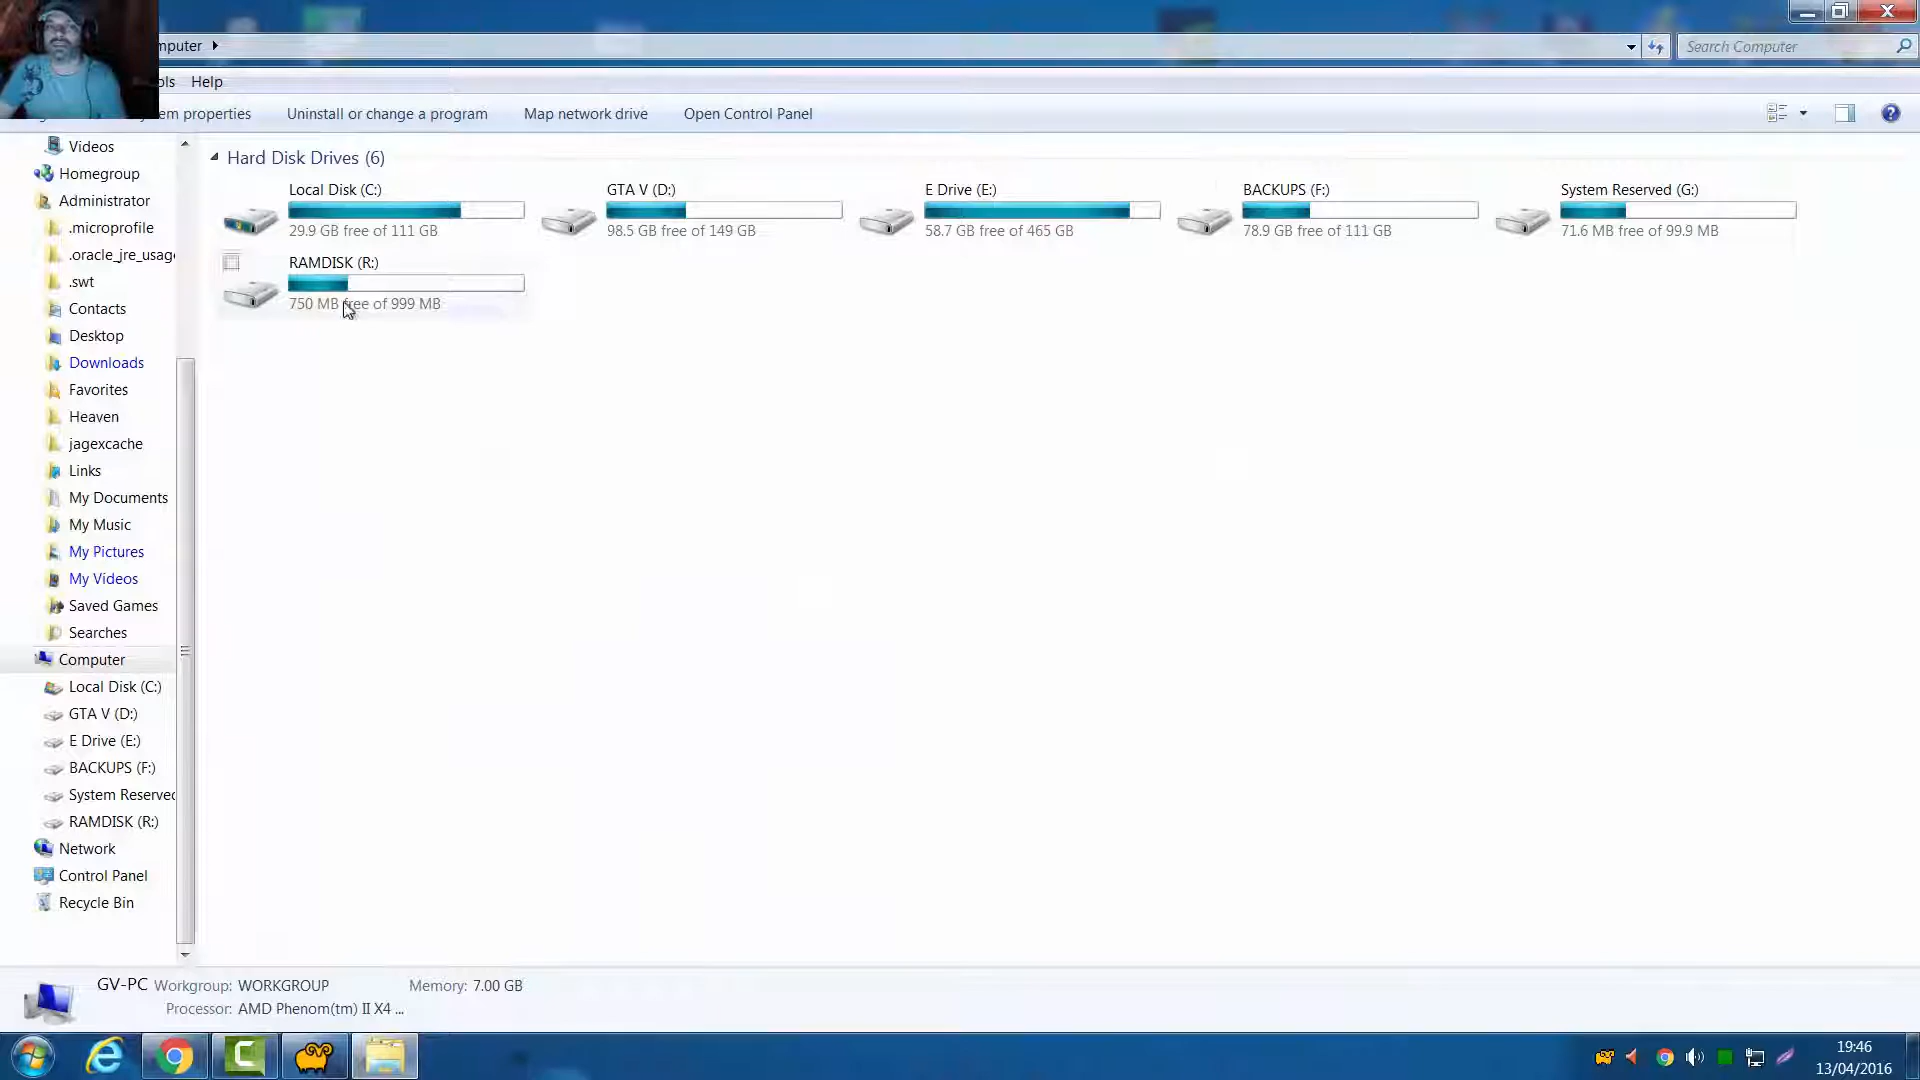 mputer
Search Computer
ols Help
em properties Uninstall or change a program Map network drive Open Control Panel
Videos
Homegroup
Administrator
.microprofile
.oracle_jre_usage
.swt
Contacts
Desktop
Downloads
Favorites
Heaven
jagexcache
Links
My Documents
My Music
My Pictures
My Videos
Saved Games
Searches
Computer
Local Disk (C:)
GTA V (D:)
E Drive (E:)
BACKUPS (F:)
System Reserved
RAMDISK (R:)
Network
Control Panel
Recycle Bin
Hard Disk Drives (6)
Local Disk (C:)
29.9 GB free of 111 GB
GTA V (D:)
98.5 GB free of 149 GB
E Drive (E:)
58.7 GB free of 465 GB
BACKUPS (F:)
78.9 GB free of 111 GB
System Reserved (G:)
71.6 MB free of 99.9 MB
RAMDISK (R:)
750 MB free of 999 MB
GV-PC Workgroup: WORKGROUP Memory: 7.00 GB
Processor: AMD Phenom(tm) II X4 ...
19:46
13/04/2016